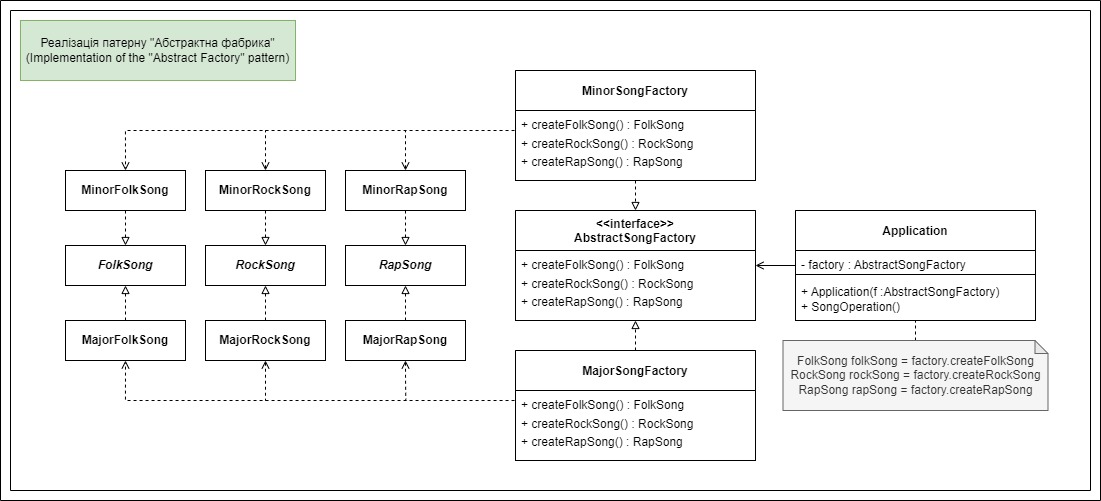 Реалізація патерну "Абстрактна фабрика"
(Implementation of the "Abstract Factory" pattern)
MinorSongFactory
+ createFolkSong() : FolkSong
+ createRockSong() : RockSong
+ createRapSong() : RapSong
MinorFolkSong
MinorRockSong
MinorRapSong
FolkSong
RockSong
RapSong
MajorFolkSong
MajorRockSong
MajorRapSong
<<interface>>
AbstractSongFactory
+ createFolkSong() : FolkSong
+ createRockSong() : RockSong
+ createRapSong() : RapSong
Application
- factory : AbstractSongFactory
+ Application(f :AbstractSongFactory)
+ SongOperation()
MajorSongFactory
+ createFolkSong() : FolkSong
+ createRockSong() : RockSong
+ createRapSong() : RapSong
FolkSong folkSong = factory.createFolkSong
RockSong rockSong = factory.createRockSong
RapSong rapSong = factory.createRapSong